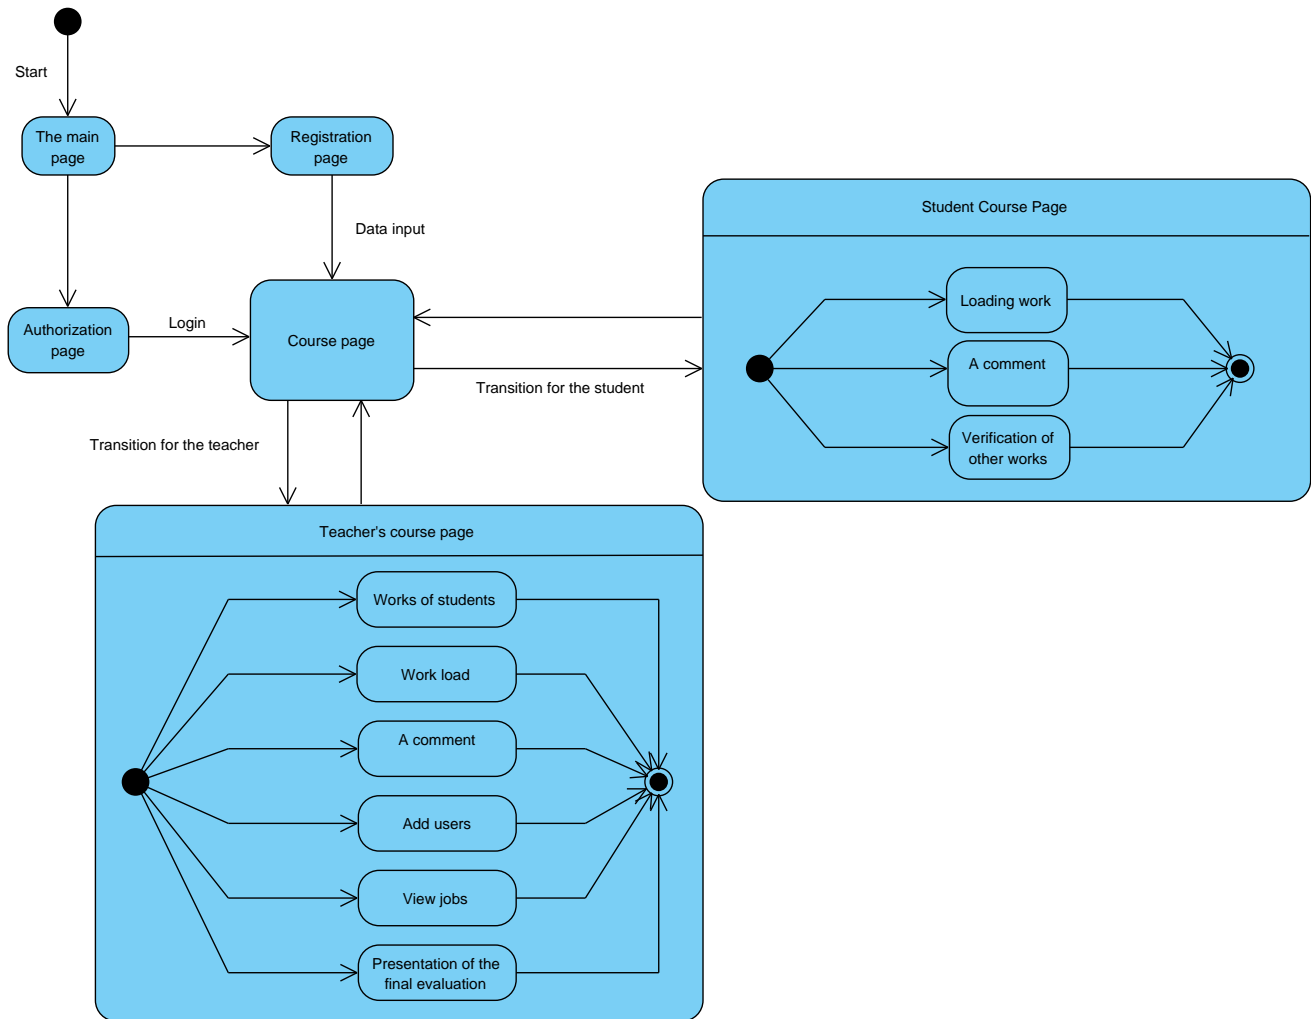 Start
The main
page
Registration
page
Data input
Student Course Page
Loading work
A comment
Verification of
other works
Authorization
page
Login
Course page
Transition for the student
Transition for the teacher
Teacher's course page
Works of students
Work load
A comment
Add users
View jobs
Presentation of the
final evaluation